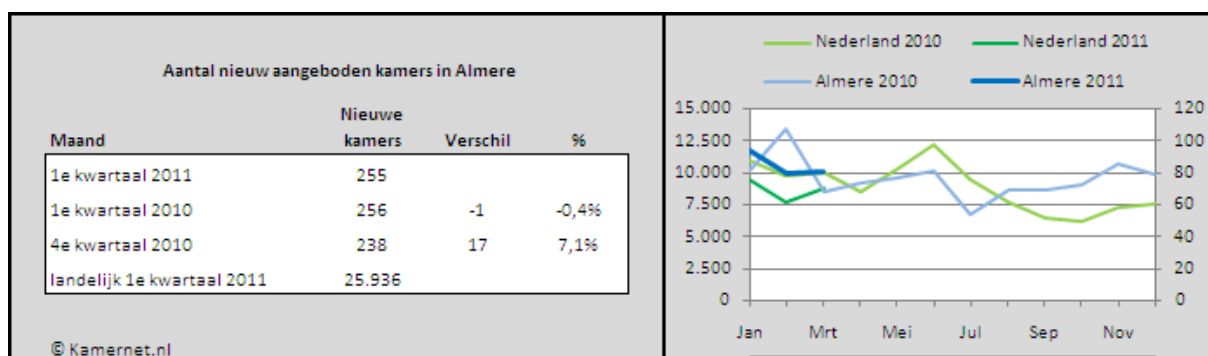 Aantal nieuw aangeboden kamers in Almere
Nieuwe
Maand kamers Verschil %
1e kwartaal 2011 255
1e kwartaal 2010 256 -1 -0,4%
4e kwartaal 2010 238 17 7,1%
landelijk 1e kwartaal 2011 25.936
© Kamernet.nl
Nederland 2010 Nederland 2011
Almere 2010 Almere 2011
15.000 120
12.500 100
10.000 80
7.500 60
5.000 40
2.500 20
0 0
Jan Mrt Mei Jul Sep Nov